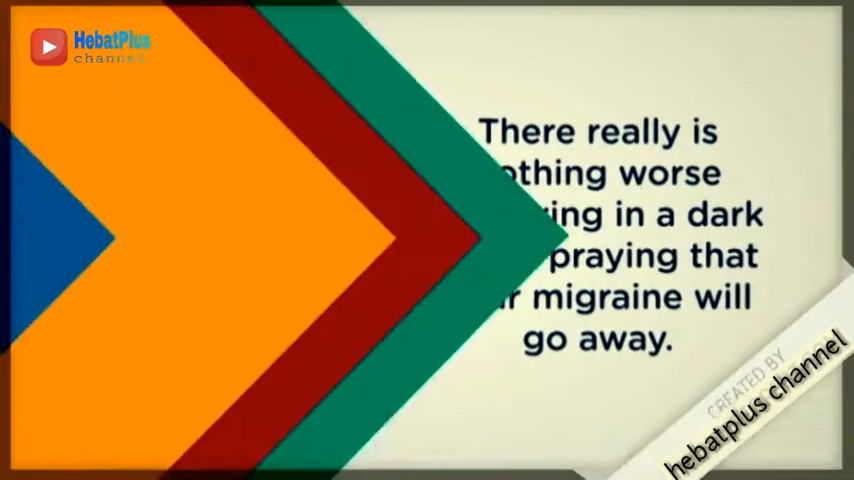 HebatPlus
channel
There really is
othing worse
ring in a dark
praying that
r migraine will
go away.
CREATED BY
hebatplus channel